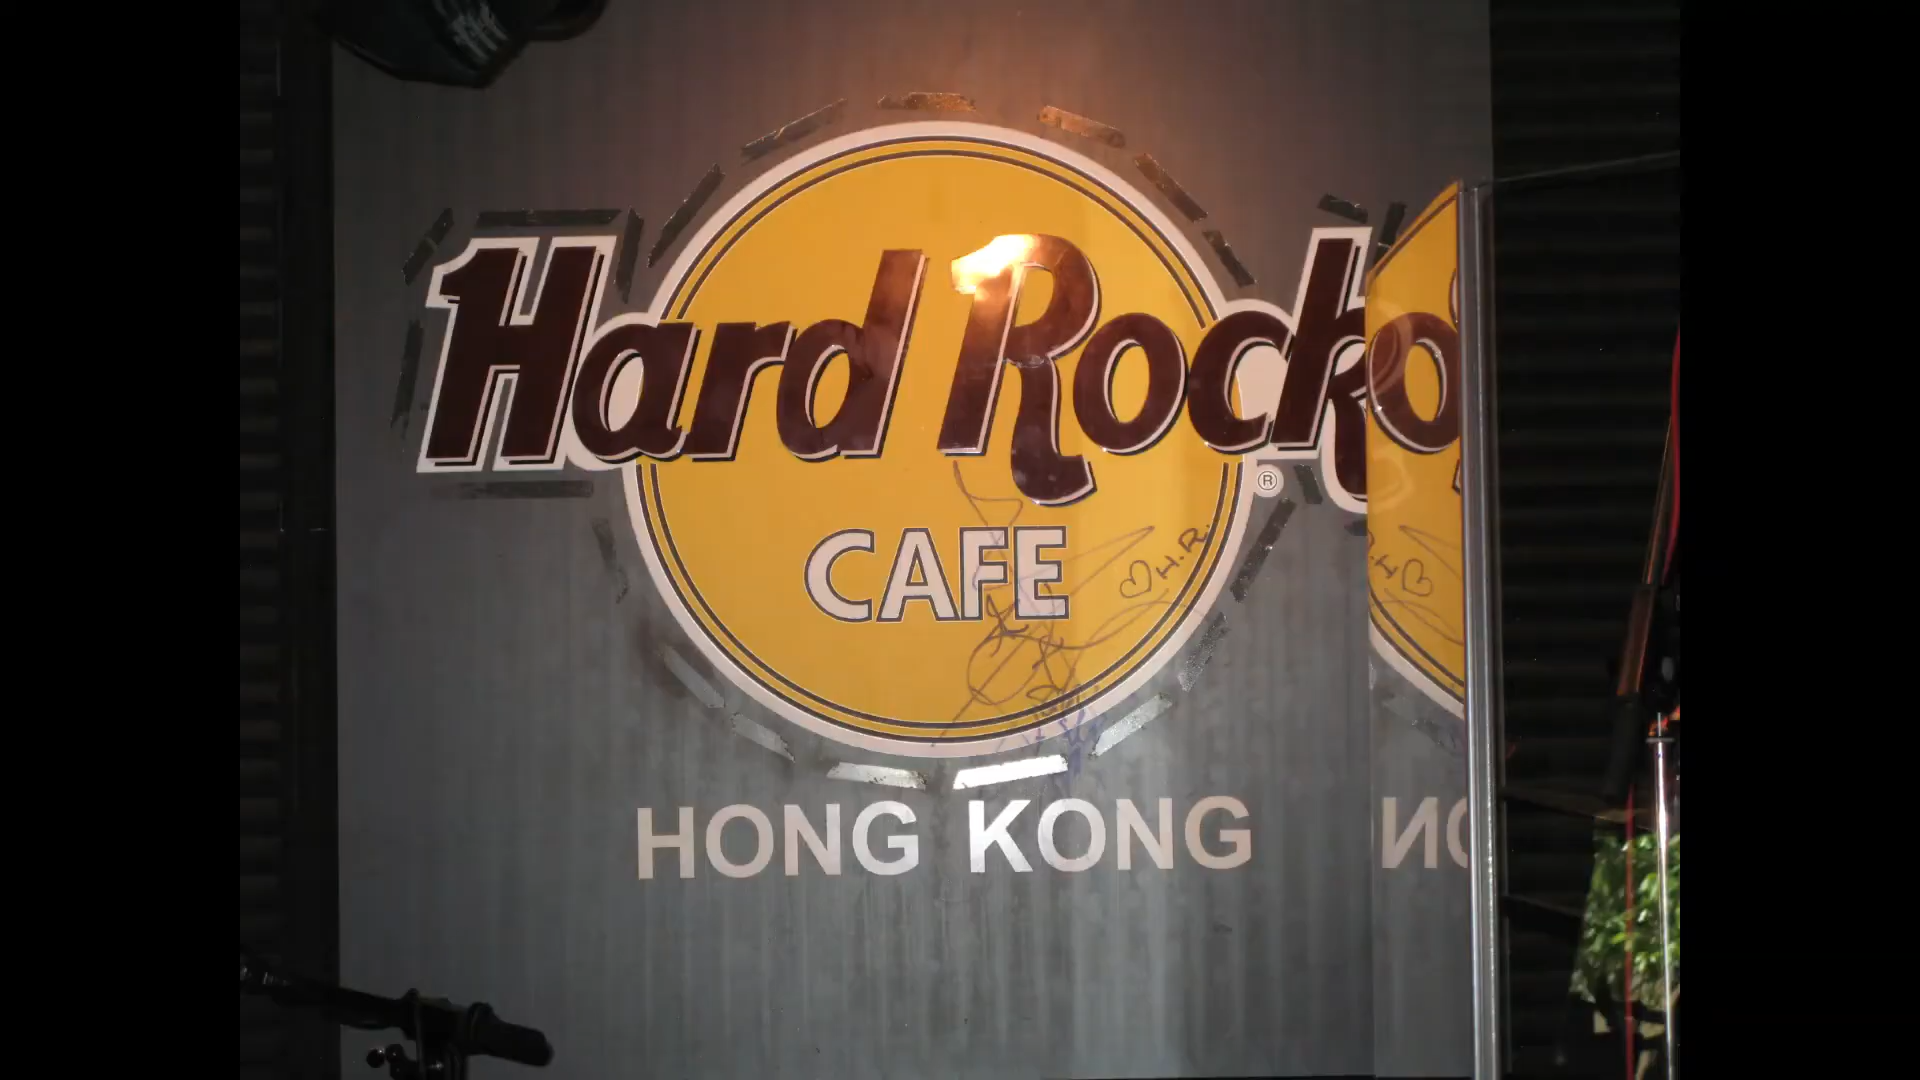 Hard Rock
®
CAFE
♡ H.R.
HONG KONG